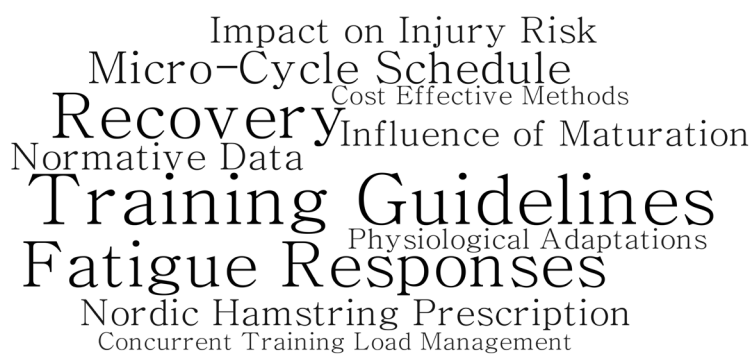 Impact on Injury Risk
Micro-Cycle Schedule
Cost Effective Methods
Recovery
Influence of Maturation
Normative Data
Training Guidelines
Physiological Adaptations
Fatigue Responses
Nordic Hamstring Prescription
Concurrent Training Load Management